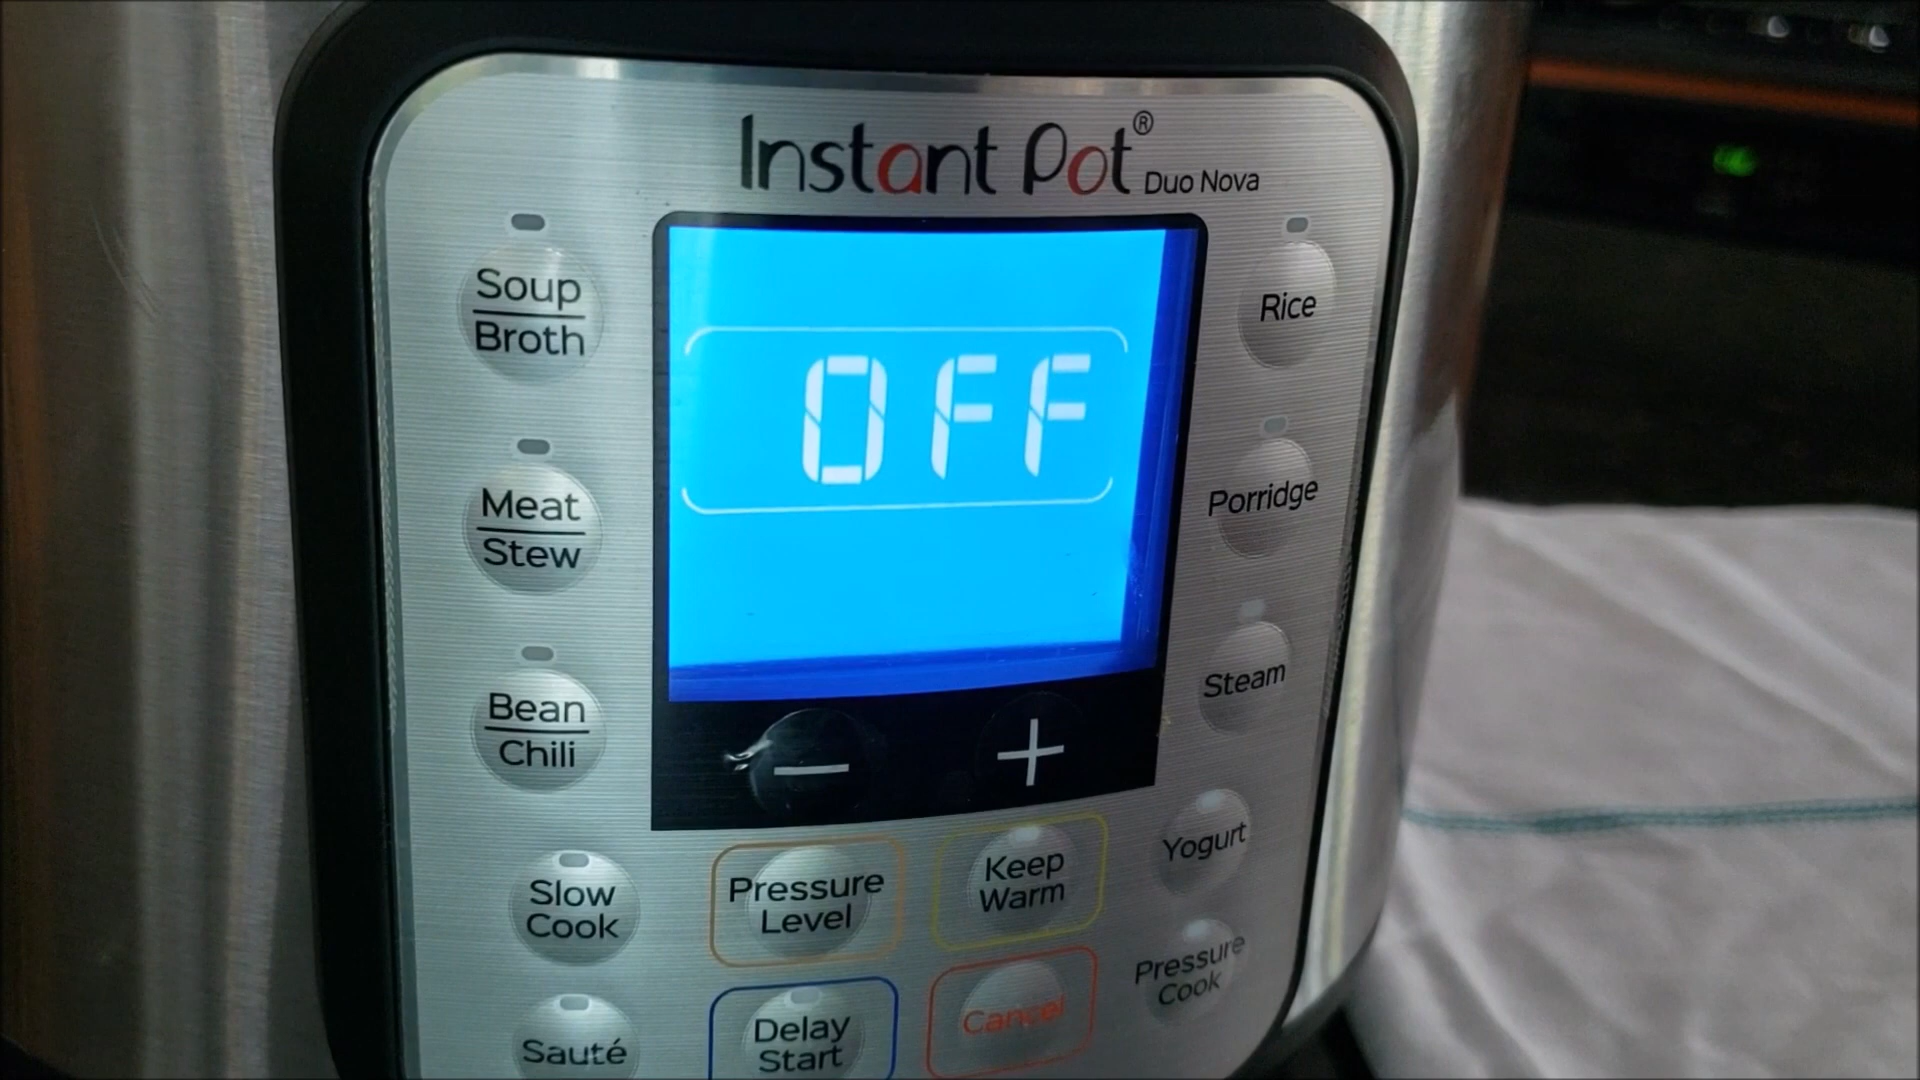 Instant Pot® Duo Nova
Soup
Broth
Rice
OFF
Meat
Stew
Porridge
Bean
Chili
Steam
− +
Slow
Cook
Pressure
Level
Keep
Warm
Yogurt
Sauté
Delay
Start
Cancel
Pressure
Cook